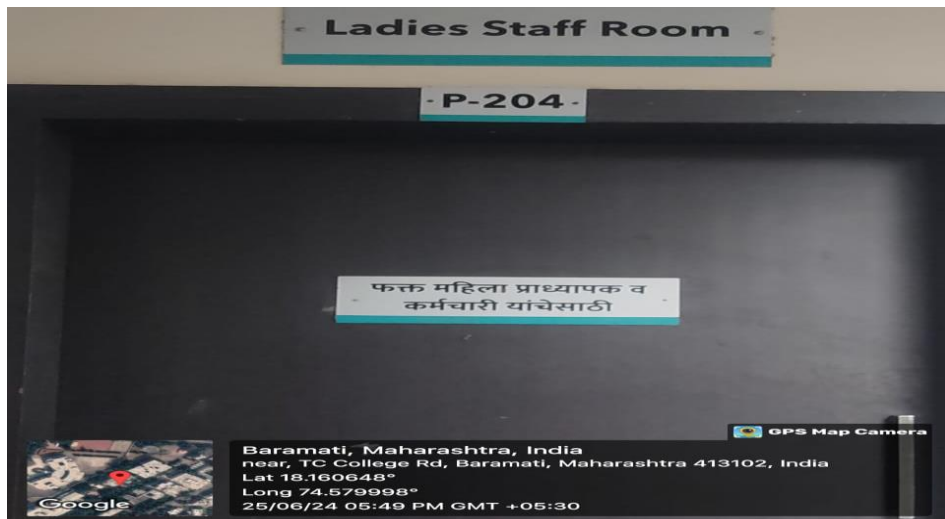 Ladies Staff Room
P-204
फक्त महिला प्राध्यापक व
कर्मचारी यांचेसाठी
GPS Map Camera
Baramati, Maharashtra, India
near, TC College Rd, Baramati, Maharashtra 413102, India
Lat 18.160648°
Long 74.579998°
25/06/24 05:49 PM GMT +05:30
Google